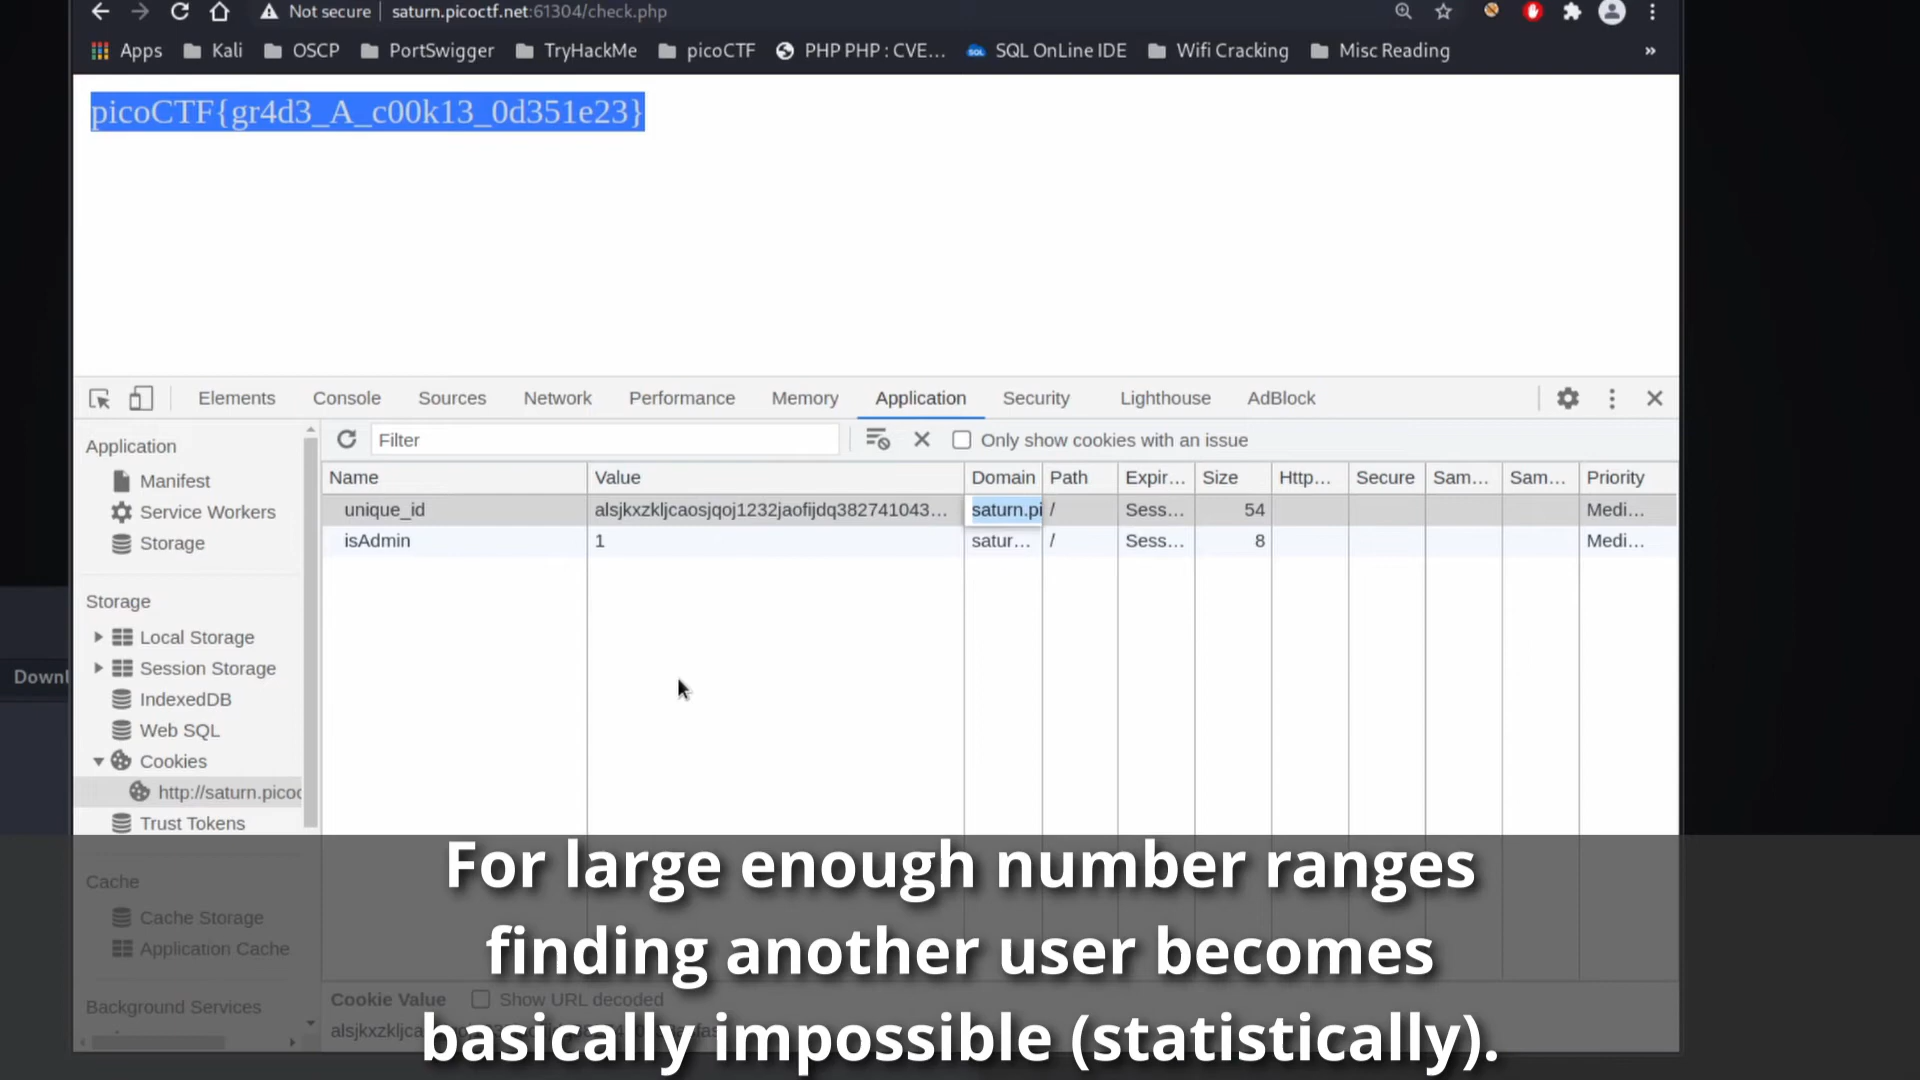 Not secure saturn.picoctf.net:61304/check.php
Apps Kali OSCP PortSwigger TryHackMe picoCTF PHP PHP : CVE... SQL OnLine IDE Wifi Cracking Misc Reading »
picoCTF{gr4d3_A_c00k13_0d351e23}
Elements Console Sources Network Performance Memory Application Security Lighthouse AdBlock
Application
Filter
Only show cookies with an issue
Name Value Domain Path Expir... Size Http... Secure Sam... Sam... Priority
unique_id alsjkxzkljcaosjqoj1232jaofijdq382741043... saturn.pi / Sess... 54 Medi...
isAdmin 1 satur... / Sess... 8 Medi...
Manifest
Service Workers
Storage
Storage
Local Storage
Session Storage
IndexedDB
Web SQL
Cookies
http://saturn.picoc
Trust Tokens
Cache
Cache Storage
Application Cache
Background Services
Downl
Cookie Value Show URL decoded
For large enough number ranges
finding another user becomes
basically impossible (statistically).